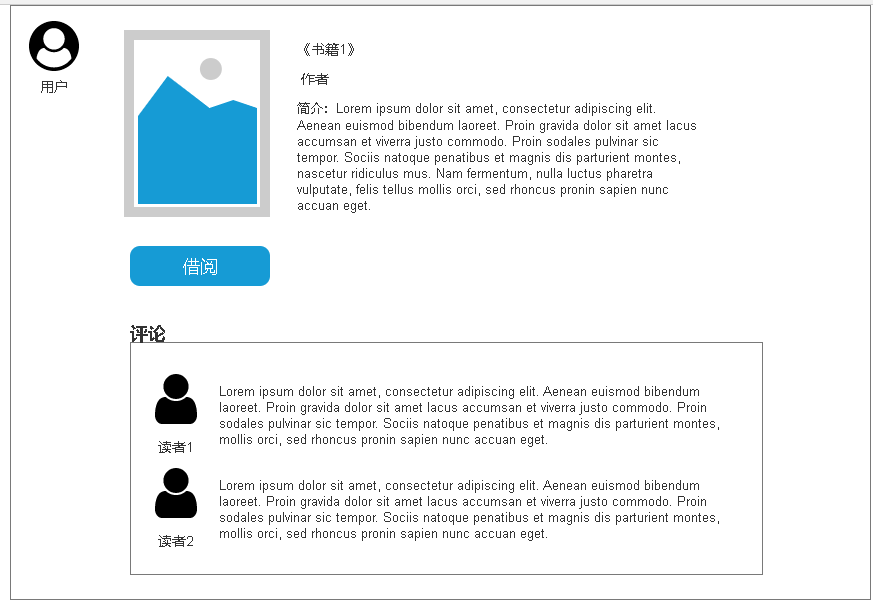 用户
《书籍1》
作者
简介：Lorem ipsum dolor sit amet, consectetur adipiscing elit.
Aenean euismod bibendum laoreet. Proin gravida dolor sit amet lacus
accumsan et viverra justo commodo. Proin sodales pulvinar sic
tempor. Sociis natoque penatibus et magnis dis parturient montes,
nascetur ridiculus mus. Nam fermentum, nulla luctus pharetra
vulputate, felis tellus mollis orci, sed rhoncus pronin sapien nunc
accuan eget.
借阅
评论
Lorem ipsum dolor sit amet, consectetur adipiscing elit. Aenean euismod bibendum
laoreet. Proin gravida dolor sit amet lacus accumsan et viverra justo commodo. Proin
sodales pulvinar sic tempor. Sociis natoque penatibus et magnis dis parturient montes,
mollis orci, sed rhoncus pronin sapien nunc accuan eget.
读者1
Lorem ipsum dolor sit amet, consectetur adipiscing elit. Aenean euismod bibendum
laoreet. Proin gravida dolor sit amet lacus accumsan et viverra justo commodo. Proin
sodales pulvinar sic tempor. Sociis natoque penatibus et magnis dis parturient montes,
mollis orci, sed rhoncus pronin sapien nunc accuan eget.
读者2